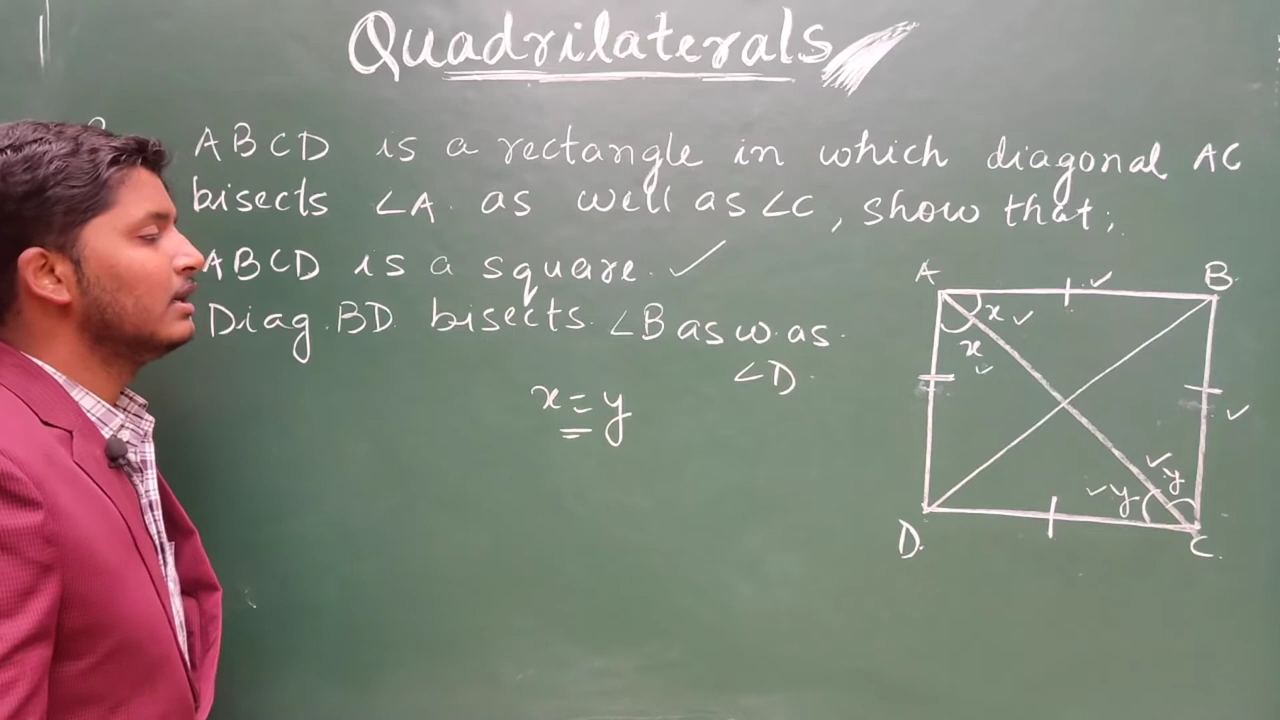 Quadrilaterals
ABCD is a rectangle in which diagonal AC
bisects ∠A. as well as ∠C, show that;
ABCD is a square. ✓
Diag. BD. bisects. ∠B as w. as.
∠D.
x = y
A
B
x ✓
x
✓
✓
✓
✓ y
✓ y
D.
C.